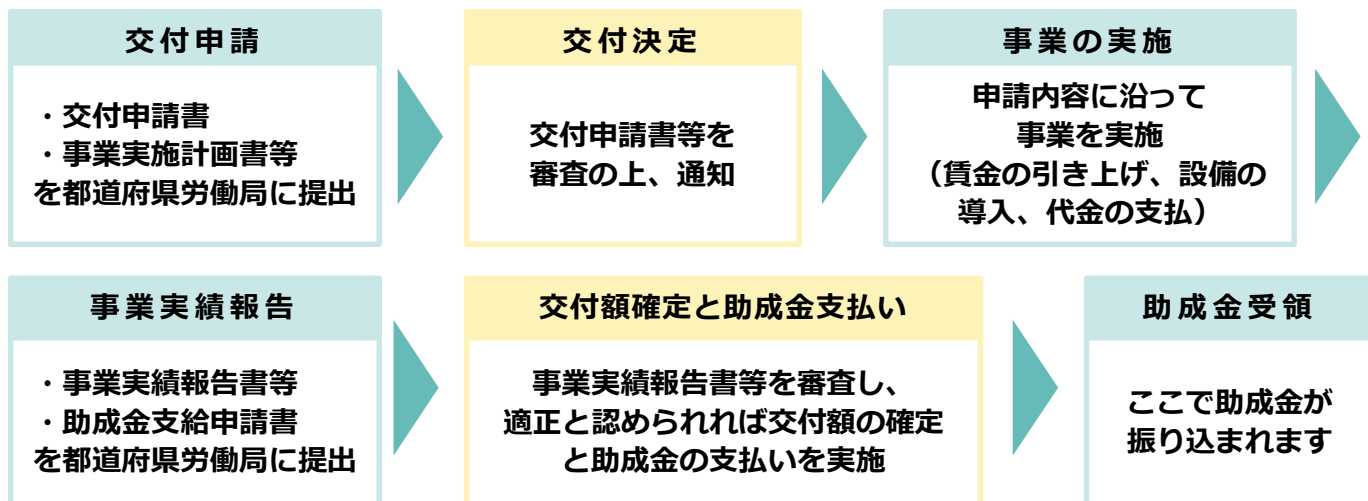 交付申請
・交付申請書
・事業実施計画書等
を都道府県労働局に提出
交付決定
交付申請書等を
審査の上、通知
事業の実施
申請内容に沿って
事業を実施
（賃金の引き上げ、設備の
導入、代金の支払）
事業実績報告
・事業実績報告書等
・助成金支給申請書
を都道府県労働局に提出
交付額確定と助成金支払い
事業実績報告書等を審査し、
適正と認められれば交付額の確定
と助成金の支払いを実施
助成金受領
ここで助成金が
振り込まれます